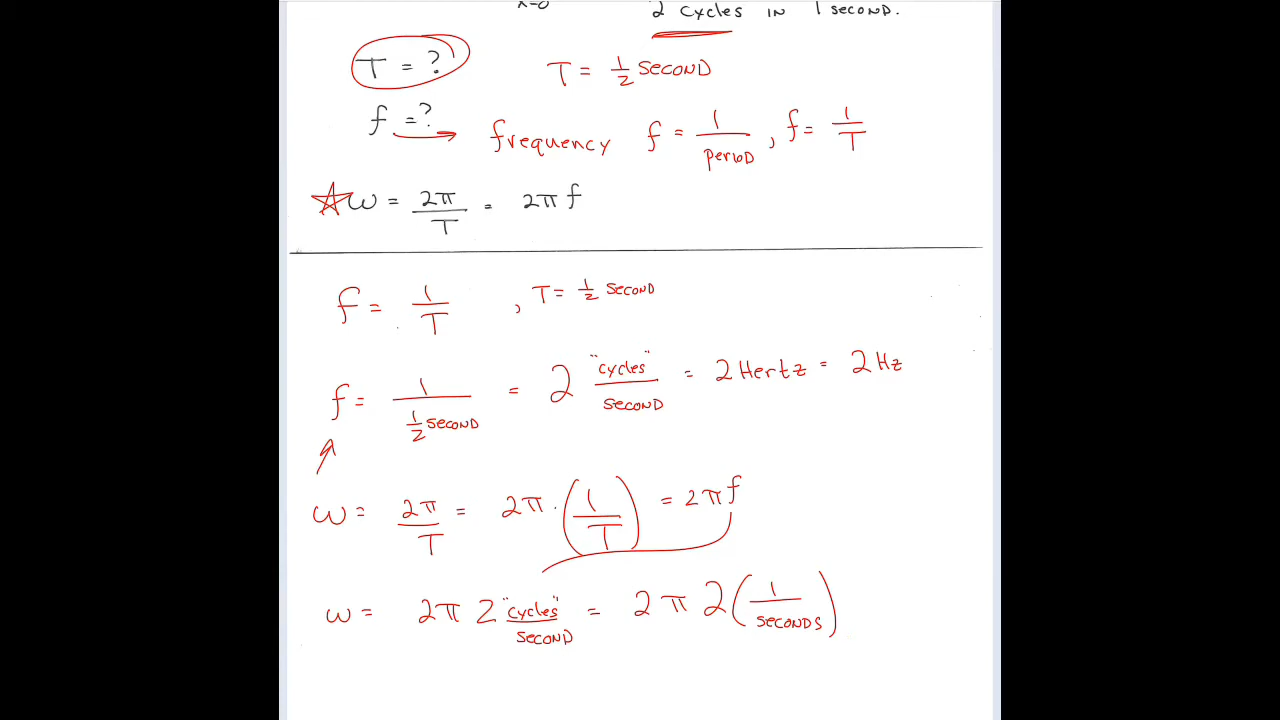 x=0 2 cycles in 1 second.
T = ? T = 1/2 second
f = ? frequency f = 1/period, f = 1/T
ω = 2π/T = 2πf
f = 1/T , T = 1/2 second
f = 1/(1/2 second) = 2 "cycles"/second = 2 Hertz = 2 Hz
ω = 2π/T = 2π · (1/T) = 2πf
ω = 2π 2 "cycles"/second = 2π 2 (1/seconds)